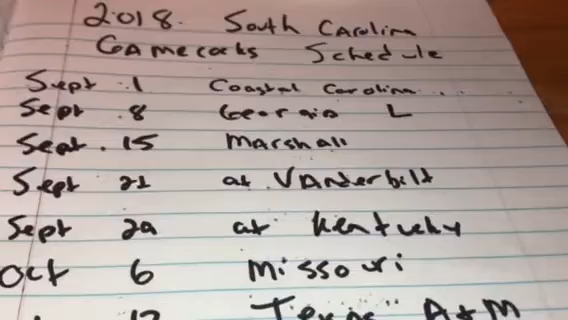 2018. South Carolina
Gamecocks Schedule
Sept .1 Coastal Carolina ..
Sept .8 Georgia L
Sept. 15 Marshall
Sept 22 at Vanderbilt
Sept 29 at Kentucky
Oct 6 Missouri
13 Texas A+M